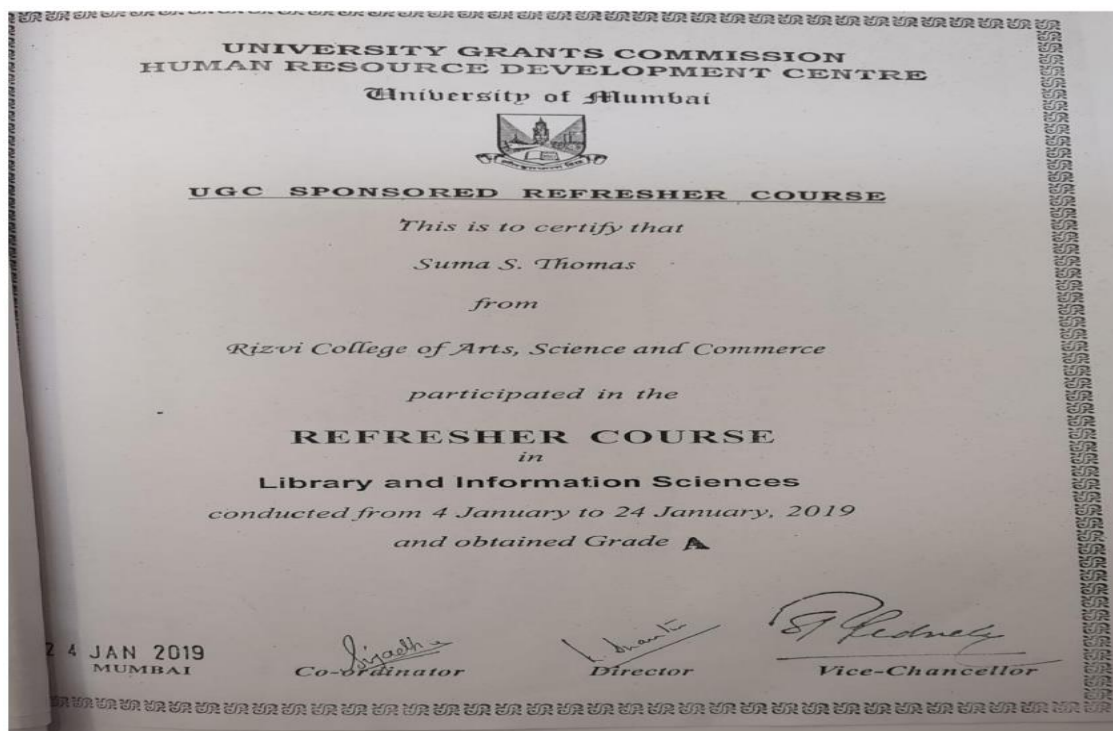 UNIVERSITY GRANTS COMMISSION
HUMAN RESOURCE DEVELOPMENT CENTRE
University of Mumbai
UGC SPONSORED REFRESHER COURSE
This is to certify that
Suma S. Thomas
from
Rizvi College of Arts, Science and Commerce
participated in the
REFRESHER COURSE
in
Library and Information Sciences
conducted from 4 January to 24 January, 2019
and obtained Grade A
2 4 JAN 2019
MUMBAI
Co-ordinator
Director
Vice-Chancellor